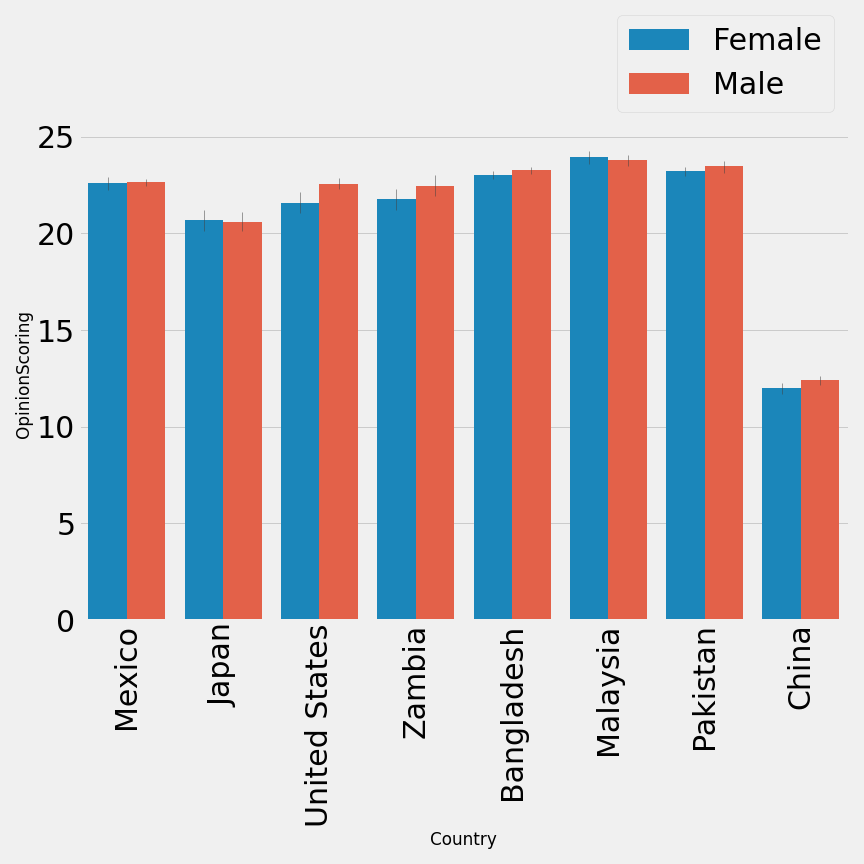 Female
Male
25
20
15
10
5
0
OpinionScoring
Mexico
Japan
United States
Zambia
Bangladesh
Malaysia
Pakistan
China
Country